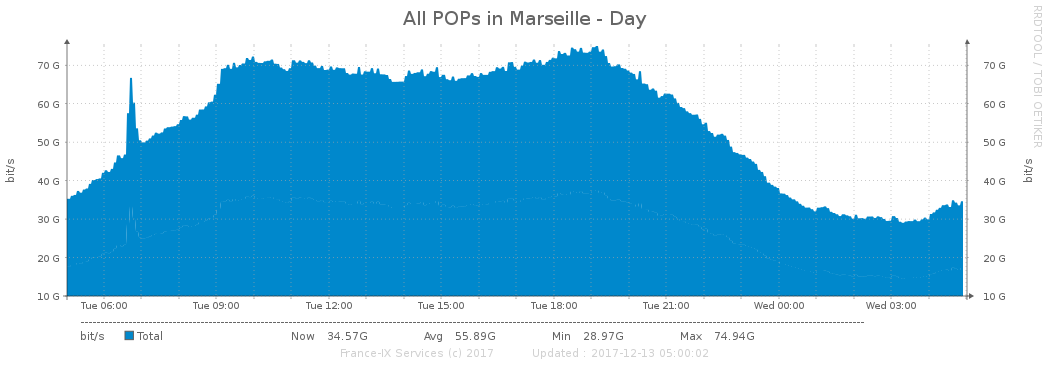 All POPs in Marseille - Day
RRDTOOL / TOBI OETIKER
70 G 70 G
60 G 60 G
50 G 50 G
bit/s bit/s
40 G 40 G
30 G 30 G
20 G 20 G
10 G 10 G
Tue 06:00 Tue 09:00 Tue 12:00 Tue 15:00 Tue 18:00 Tue 21:00 Wed 00:00 Wed 03:00
bit/s Total Now 34.57G Avg 55.89G Min 28.97G Max 74.94G
France-IX Services (c) 2017 Updated : 2017-12-13 05:00:02